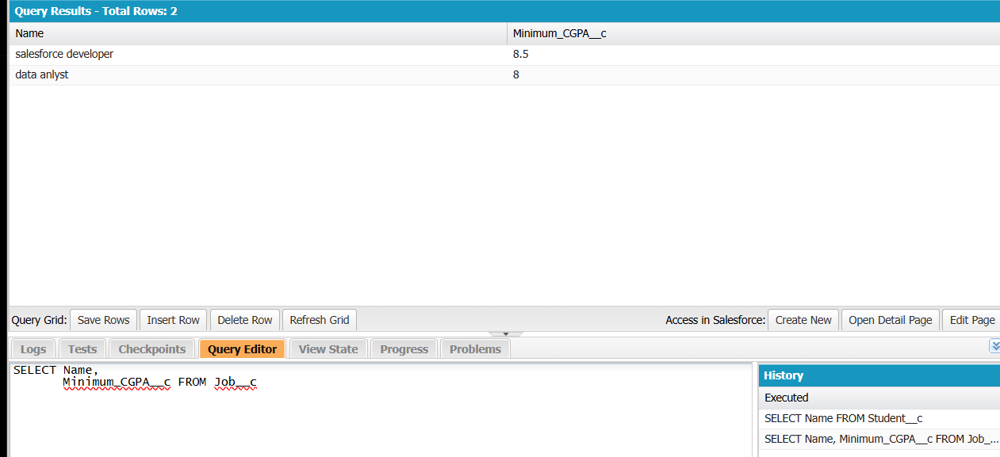 Query Results - Total Rows: 2
Name Minimum_CGPA__c
salesforce developer 8.5
data anlyst 8
Query Grid: Save Rows Insert Row Delete Row Refresh Grid Access in Salesforce: Create New Open Detail Page Edit Page
Logs Tests Checkpoints Query Editor View State Progress Problems
SELECT Name,
Minimum_CGPA__c FROM Job__c
History
Executed
SELECT Name FROM Student__c
SELECT Name, Minimum_CGPA__c FROM Job_...